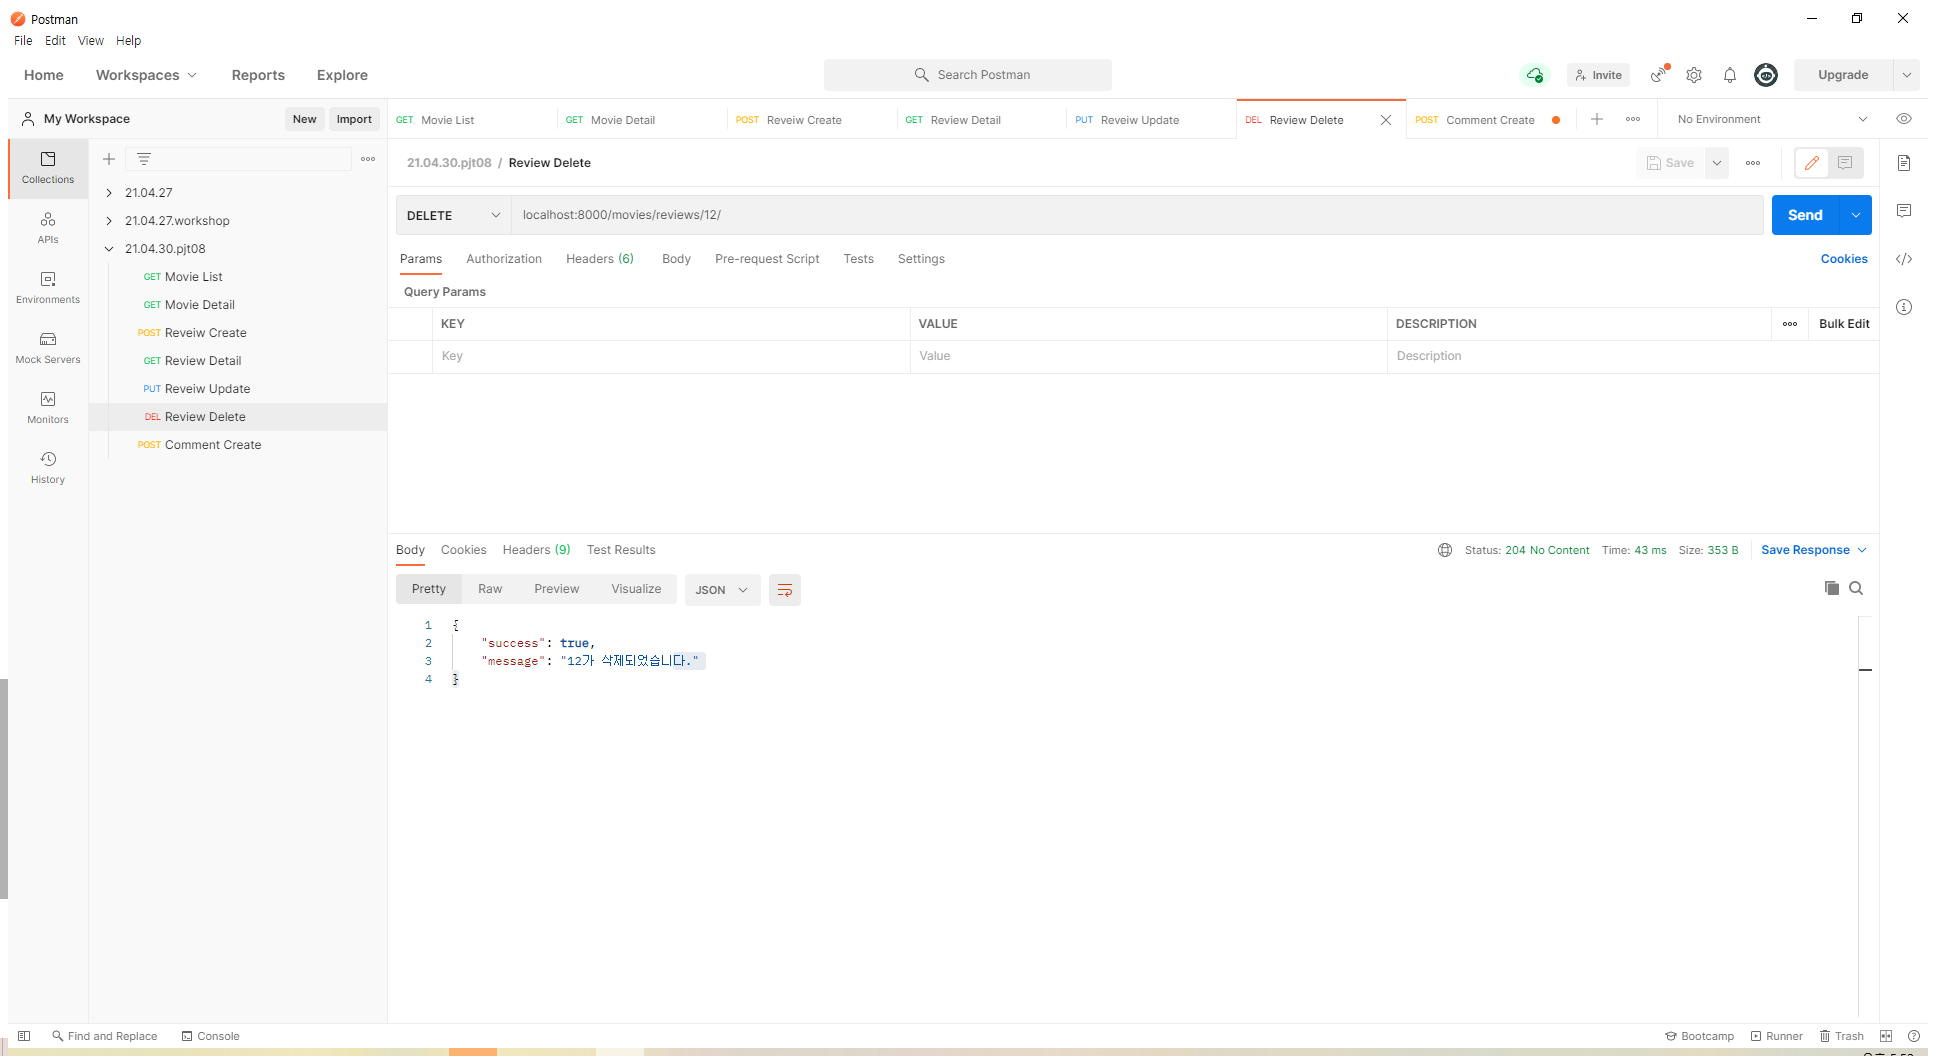 Postman
File Edit View Help
Home Workspaces Reports Explore Search Postman Invite Upgrade
My Workspace New Import
GET Movie List GET Movie Detail POST Reveiw Create GET Review Detail PUT Reveiw Update DEL Review Delete POST Comment Create No Environment
Collections
APIs
Environments
Mock Servers
Monitors
History
21.04.27
21.04.27.workshop
21.04.30.pjt08
GET Movie List
GET Movie Detail
POST Reveiw Create
GET Review Detail
PUT Reveiw Update
DEL Review Delete
POST Comment Create
21.04.30.pjt08 / Review Delete Save
DELETE localhost:8000/movies/reviews/12/ Send
Params Authorization Headers (6) Body Pre-request Script Tests Settings Cookies
Query Params
KEY VALUE DESCRIPTION Bulk Edit
Key Value Description
Body Cookies Headers (9) Test Results Status: 204 No Content Time: 43 ms Size: 353 B Save Response
Pretty Raw Preview Visualize JSON
1 {
2 "success": true,
3 "message": "12가 삭제되었습니다."
4 }
Find and Replace Console Bootcamp Runner Trash